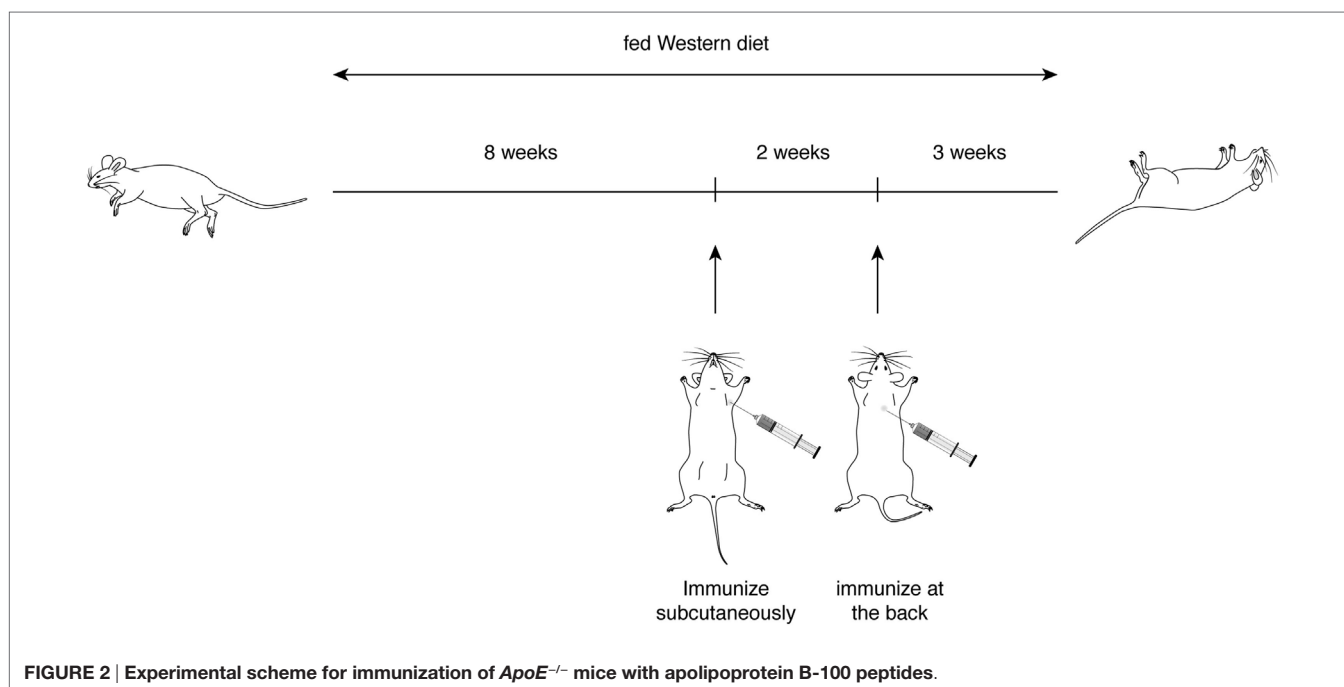 fed Western diet
8 weeks 2 weeks 3 weeks
Immunize
subcutaneously
immunize at
the back
FIGURE 2 | Experimental scheme for immunization of ApoE−/− mice with apolipoprotein B-100 peptides.